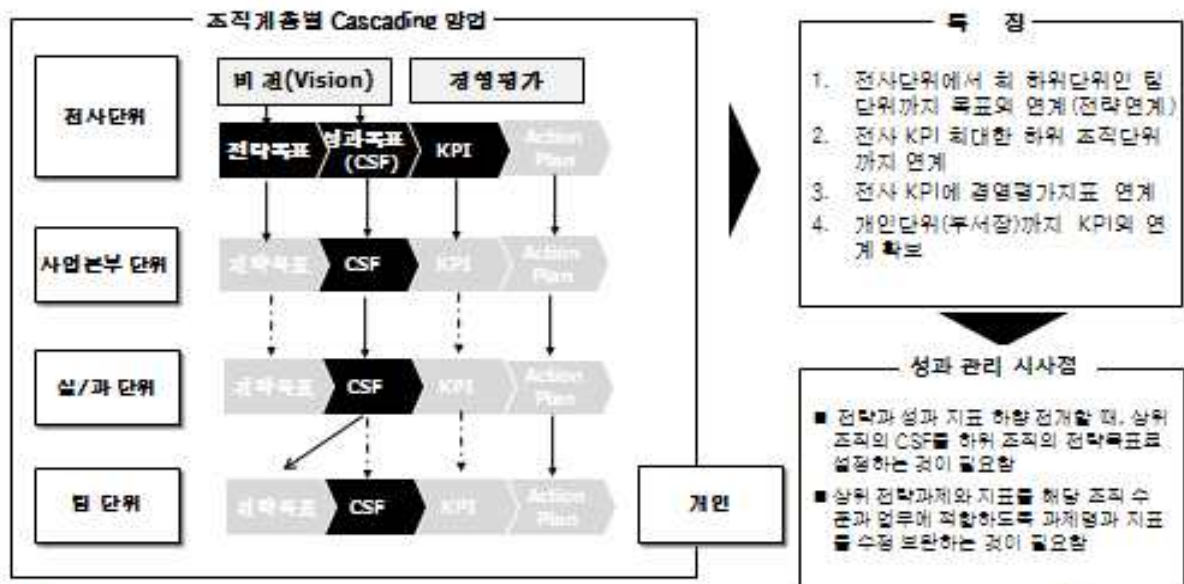 조직계층별 Cascading 방법
전사단위
비 전(Vision)
경영평가
전략목표
성과목표
(CSF)
KPI
Action
Plan
사업본부 단위
전략목표
CSF
KPI
Action
Plan
실/과 단위
전략목표
CSF
KPI
Action
Plan
팀 단위
전략목표
CSF
KPI
Action
Plan
개인
특 징
1. 전사단위에서 최 하위단위인 팀
단위까지 목표의 연계(전략연계)
2. 전사 KPI 최대한 하위 조직단위
까지 연계
3. 전사 KPI에 경영평가지표 연계
4. 개인단위(부서장)까지 KPI의 연
계 확보
성과 관리 시사점
■ 전략과 성과 지표 하향 전개할 때, 상위
조직의 CSF를 하위 조직의 전략목표로
설정하는 것이 필요함
■ 상위 전략과제와 지표를 해당 조직 수
준과 업무에 적합하도록 과제명과 지표
를 수정 보완하는 것이 필요함